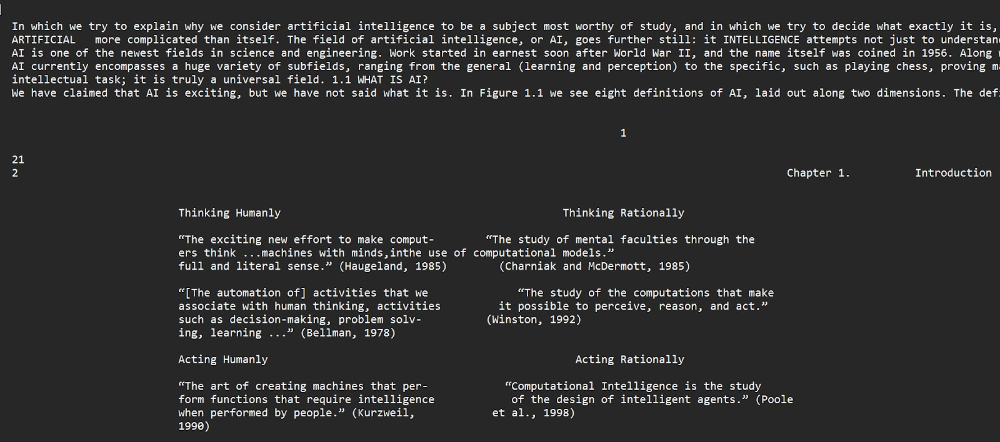 In which we try to explain why we consider artificial intelligence to be a subject most worthy of study, and in which we try to decide what exactly it is,
ARTIFICIAL   more complicated than itself. The field of artificial intelligence, or AI, goes further still: it INTELLIGENCE attempts not just to understan
AI is one of the newest fields in science and engineering. Work started in earnest soon after World War II, and the name itself was coined in 1956. Along
AI currently encompasses a huge variety of subfields, ranging from the general (learning and perception) to the specific, such as playing chess, proving ma
intellectual task; it is truly a universal field. 1.1 WHAT IS AI?
We have claimed that AI is exciting, but we have not said what it is. In Figure 1.1 we see eight definitions of AI, laid out along two dimensions. The def
1
21
2 Chapter 1. Introduction
Thinking Humanly Thinking Rationally
“The exciting new effort to make comput- “The study of mental faculties through the
ers think ...machines with minds,inthe use of computational models.”
full and literal sense.” (Haugeland, 1985) (Charniak and McDermott, 1985)
“[The automation of] activities that we “The study of the computations that make
associate with human thinking, activities it possible to perceive, reason, and act.”
such as decision-making, problem solv- (Winston, 1992)
ing, learning ...” (Bellman, 1978)
Acting Humanly Acting Rationally
“The art of creating machines that per- “Computational Intelligence is the study
form functions that require intelligence of the design of intelligent agents.” (Poole
when performed by people.” (Kurzweil, et al., 1998)
1990)